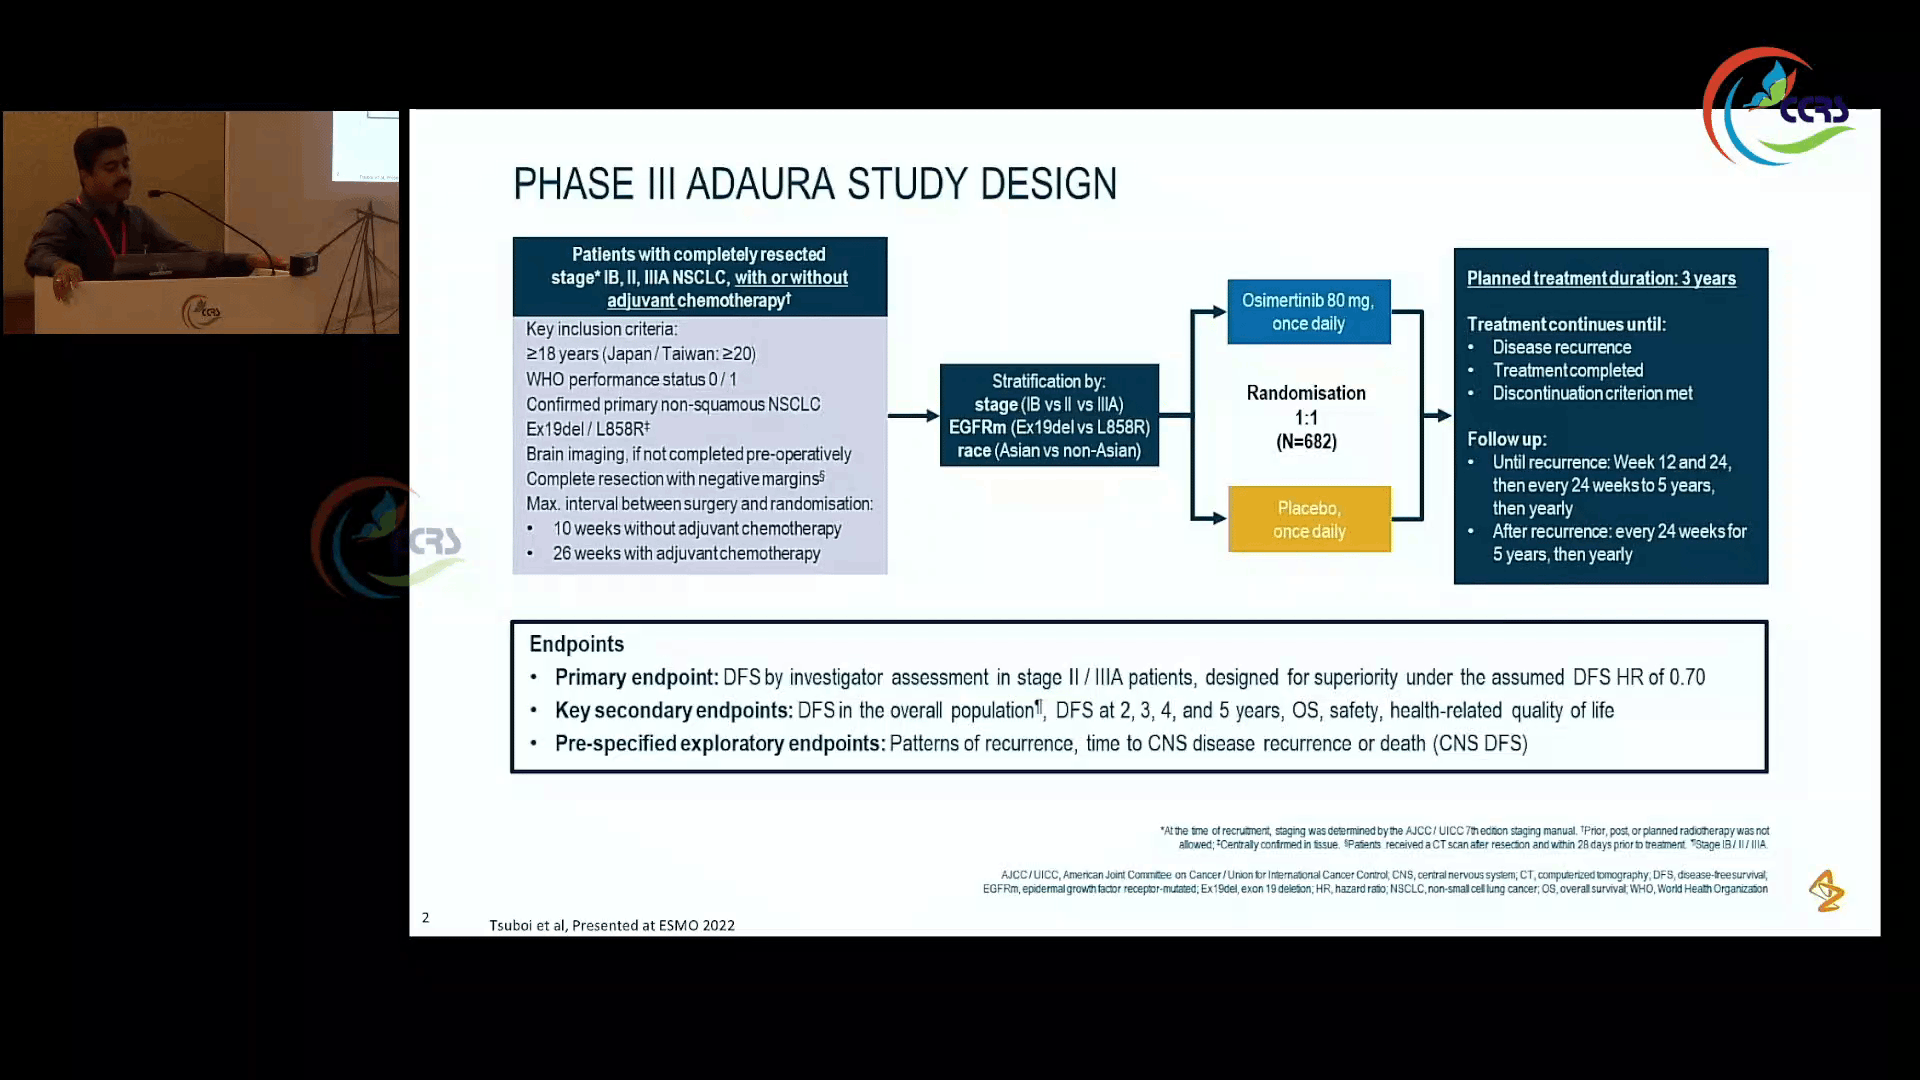 CCRS
PHASE III ADAURA STUDY DESIGN
Patients with completely resected
stage* IB, II, IIIA NSCLC, with or without
adjuvant chemotherapy†
Key inclusion criteria:
≥18 years (Japan / Taiwan: ≥20)
WHO performance status 0 / 1
Confirmed primary non-squamous NSCLC
Ex19del / L858R‡
Brain imaging, if not completed pre-operatively
Complete resection with negative margins§
Max. interval between surgery and randomisation:
• 10 weeks without adjuvant chemotherapy
• 26 weeks with adjuvant chemotherapy
Stratification by:
stage (IB vs II vs IIIA)
EGFRm (Ex19del vs L858R)
race (Asian vs non-Asian)
Osimertinib 80 mg,
once daily
Randomisation
1:1
(N=682)
Placebo,
once daily
Planned treatment duration: 3 years
Treatment continues until:
• Disease recurrence
• Treatment completed
• Discontinuation criterion met
Follow up:
• Until recurrence: Week 12 and 24,
then every 24 weeks to 5 years,
then yearly
• After recurrence: every 24 weeks for
5 years, then yearly
CCRS
CCRS
Endpoints
• Primary endpoint: DFS by investigator assessment in stage II / IIIA patients, designed for superiority under the assumed DFS HR of 0.70
• Key secondary endpoints: DFS in the overall population¶, DFS at 2, 3, 4, and 5 years, OS, safety, health-related quality of life
• Pre-specified exploratory endpoints: Patterns of recurrence, time to CNS disease recurrence or death (CNS DFS)
*At the time of recruitment, staging was determined by the AJCC / UICC 7th edition staging manual. †Prior, post, or planned radiotherapy was not
allowed; ‡Centrally confirmed in tissue. §Patients received a CT scan after resection and within 28 days prior to treatment. ¶Stage IB / II / IIIA.
AJCC / UICC, American Joint Committee on Cancer / Union for International Cancer Control; CNS, central nervous system; CT, computerized tomography; DFS, disease-free survival;
EGFRm, epidermal growth factor receptor-mutated; Ex19del, exon 19 deletion; HR, hazard ratio; NSCLC, non-small cell lung cancer; OS, overall survival; WHO, World Health Organization
2
Tsuboi et al, Presented at ESMO 2022